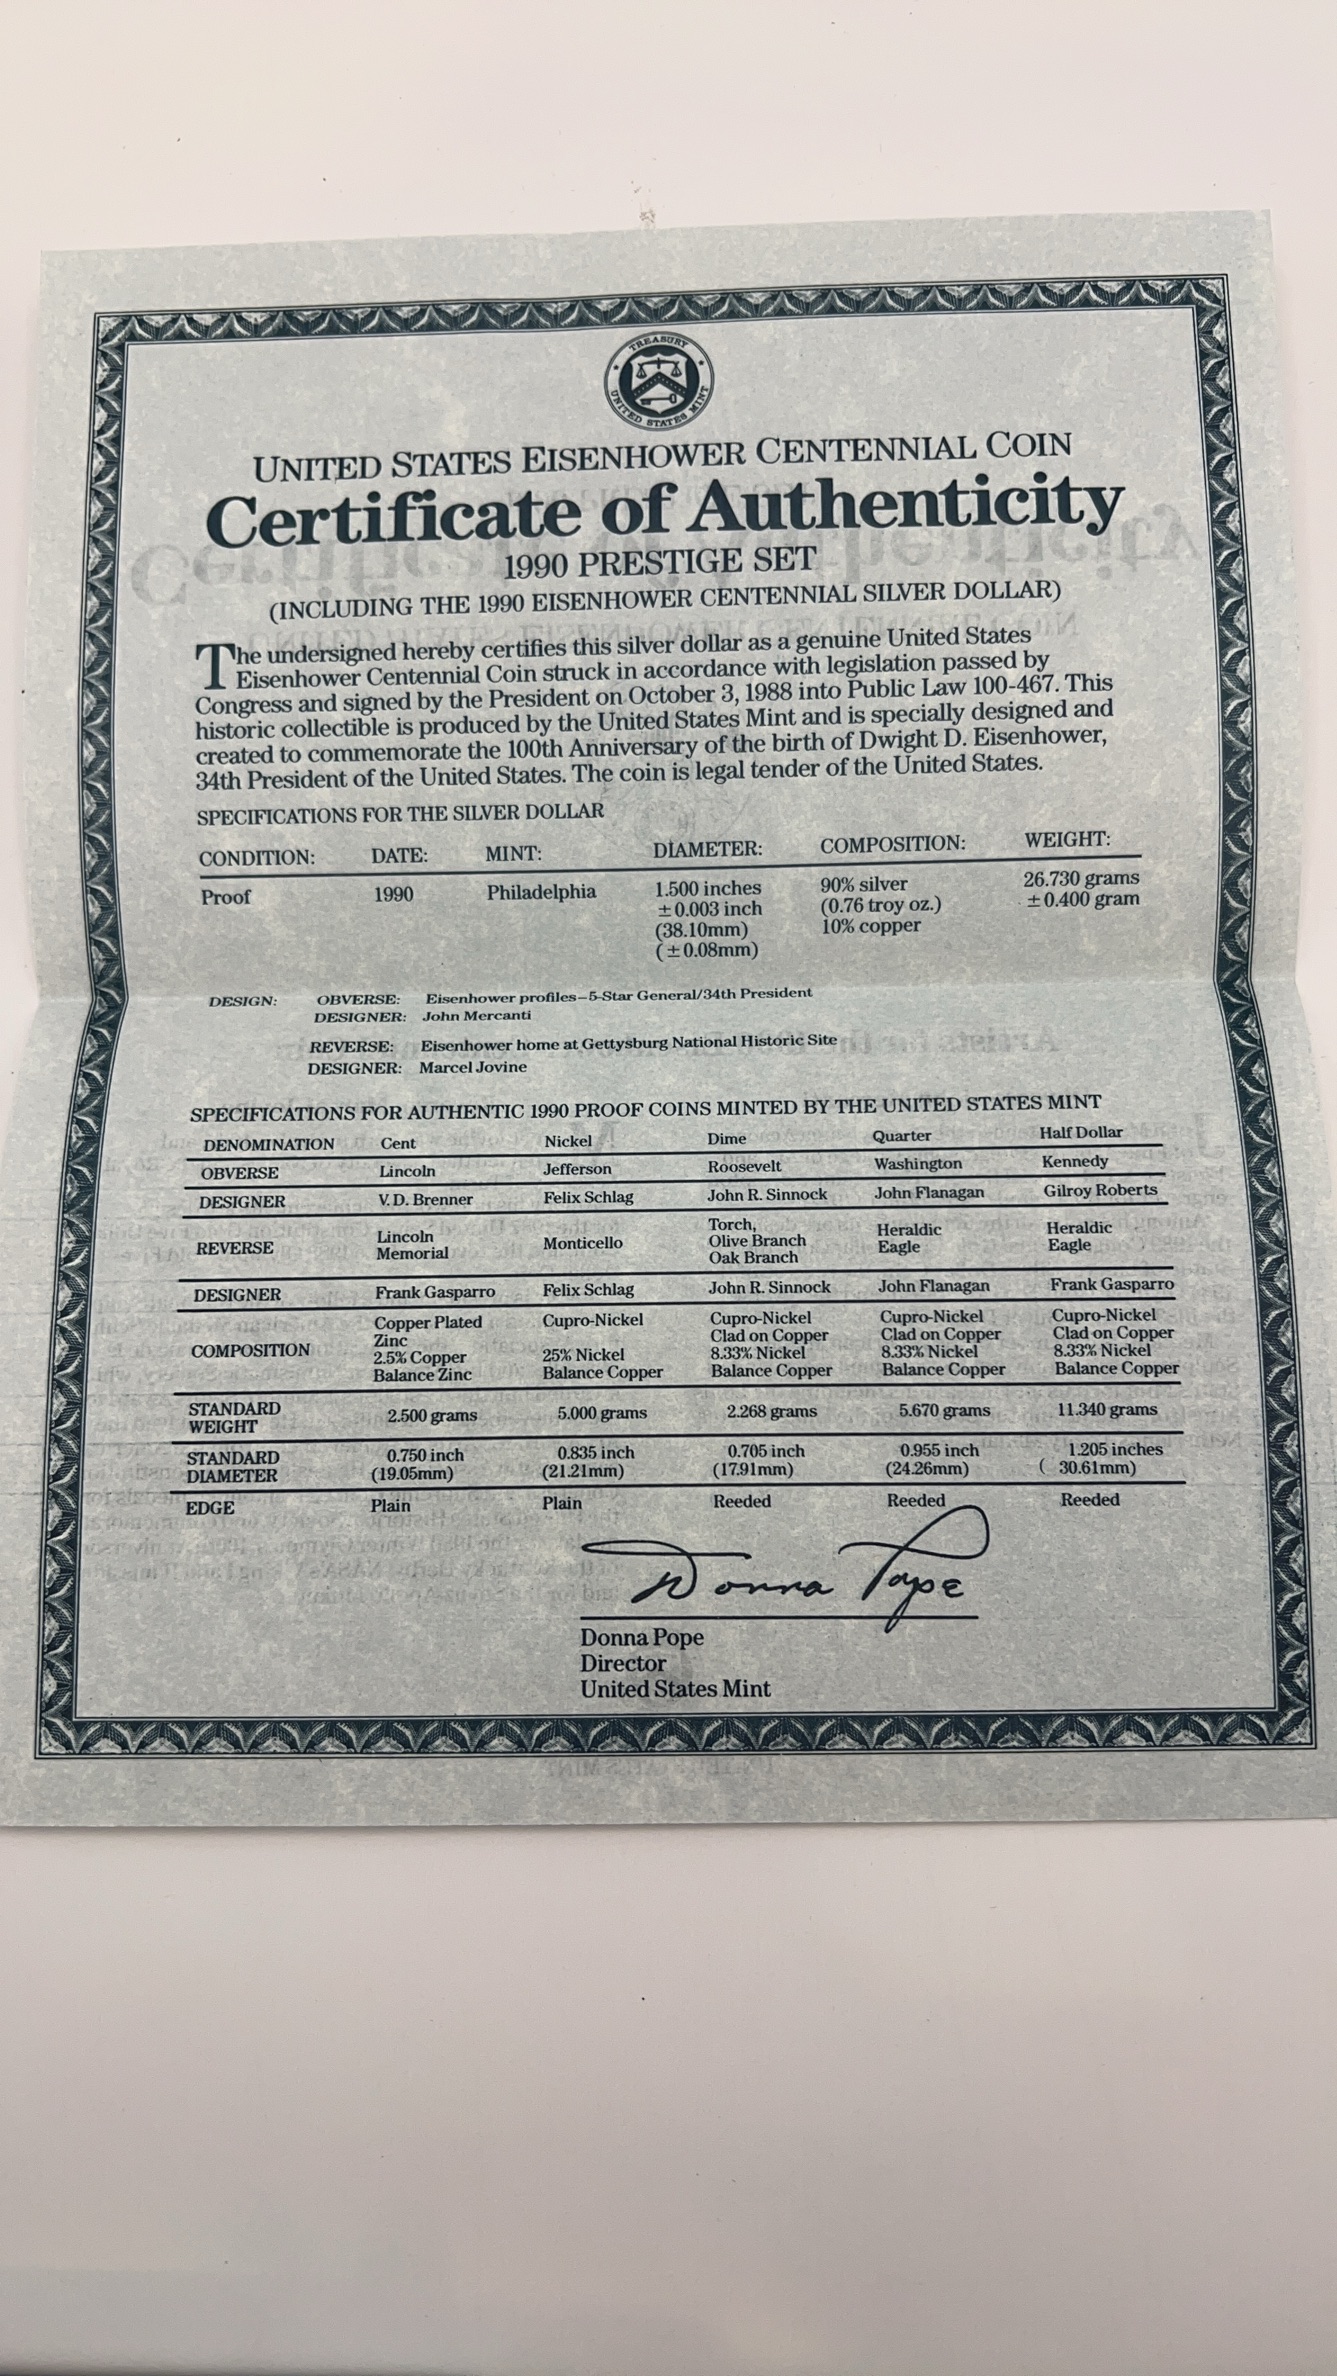 TREASURY
UNITED STATES MINT
UNITED STATES EISENHOWER CENTENNIAL COIN
Certificate of Authenticity
1990 PRESTIGE SET
(INCLUDING THE 1990 EISENHOWER CENTENNIAL SILVER DOLLAR)
The undersigned hereby certifies this silver dollar as a genuine United States
Eisenhower Centennial Coin struck in accordance with legislation passed by
Congress and signed by the President on October 3, 1988 into Public Law 100-467. This
historic collectible is produced by the United States Mint and is specially designed and
created to commemorate the 100th Anniversary of the birth of Dwight D. Eisenhower,
34th President of the United States. The coin is legal tender of the United States.
SPECIFICATIONS FOR THE SILVER DOLLAR
CONDITION: DATE: MINT: DIAMETER: COMPOSITION: WEIGHT:
Proof 1990 Philadelphia 1.500 inches 90% silver 26.730 grams
±0.003 inch (0.76 troy oz.) ±0.400 gram
(38.10mm) 10% copper
(±0.08mm)
DESIGN: OBVERSE: Eisenhower profiles–5-Star General/34th President
DESIGNER: John Mercanti
REVERSE: Eisenhower home at Gettysburg National Historic Site
DESIGNER: Marcel Jovine
SPECIFICATIONS FOR AUTHENTIC 1990 PROOF COINS MINTED BY THE UNITED STATES MINT
DENOMINATION Cent Nickel Dime Quarter Half Dollar
OBVERSE Lincoln Jefferson Roosevelt Washington Kennedy
DESIGNER V.D. Brenner Felix Schlag John R. Sinnock John Flanagan Gilroy Roberts
REVERSE Lincoln Memorial Monticello Torch, Olive Branch Oak Branch Heraldic Eagle Heraldic Eagle
DESIGNER Frank Gasparro Felix Schlag John R. Sinnock John Flanagan Frank Gasparro
COMPOSITION Copper Plated Zinc 2.5% Copper Balance Zinc Cupro-Nickel 25% Nickel Balance Copper Cupro-Nickel Clad on Copper 8.33% Nickel Balance Copper Cupro-Nickel Clad on Copper 8.33% Nickel Balance Copper Cupro-Nickel Clad on Copper 8.33% Nickel Balance Copper
STANDARD WEIGHT 2.500 grams 5.000 grams 2.268 grams 5.670 grams 11.340 grams
STANDARD 0.750 inch 0.835 inch 0.705 inch 0.955 inch 1.205 inches
DIAMETER (19.05mm) (21.21mm) (17.91mm) (24.26mm) ( 30.61mm)
EDGE Plain Plain Reeded Reeded Reeded
Donna Pope
Donna Pope
Director
United States Mint